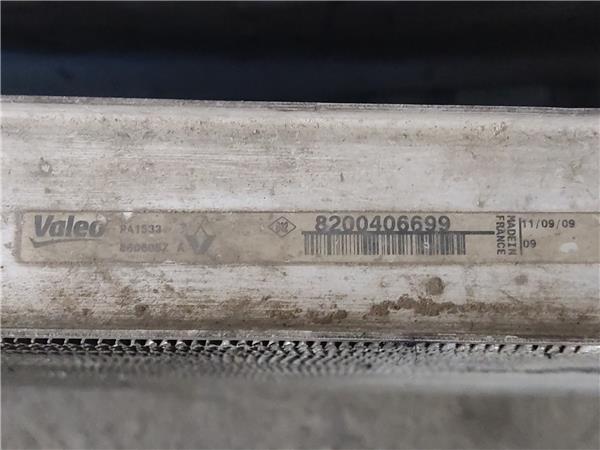 Valeo
PA1533
A
8200406699
MADE IN
FRANCE
11/09/09
09